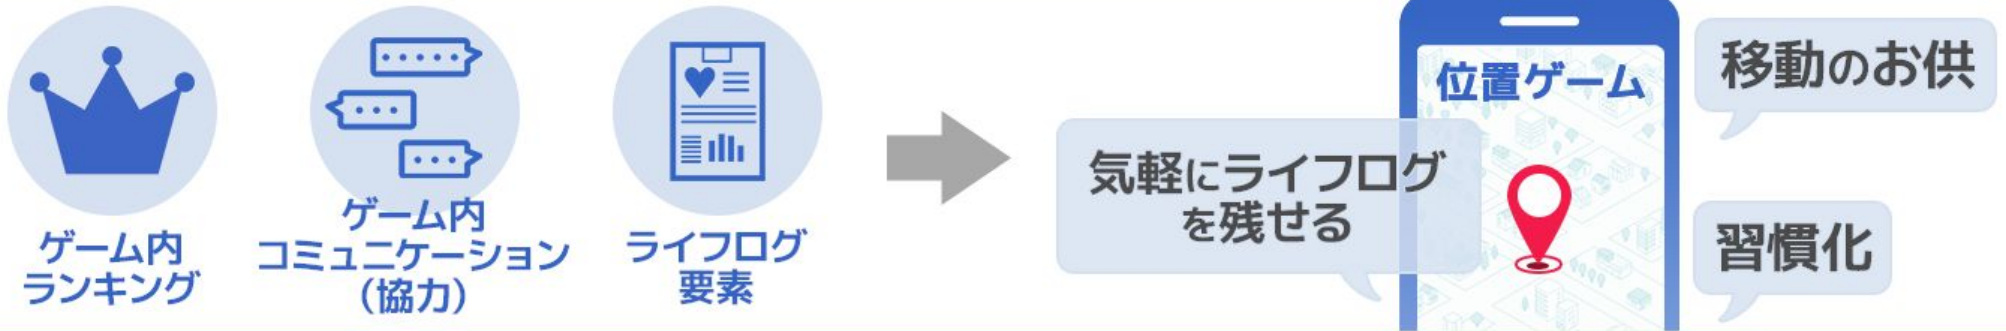 ゲーム内
ランキング
ゲーム内
コミュニケーション
(協力)
ライフログ
要素
気軽にライフログ
を残せる
位置ゲーム
移動のお供
習慣化